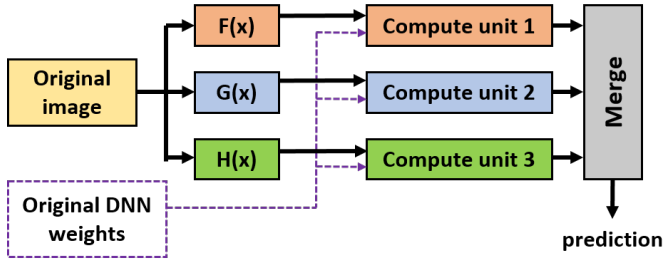 F(x)
Compute unit 1
Original
image
G(x)
Compute unit 2
Merge
H(x)
Compute unit 3
Original DNN
weights
prediction